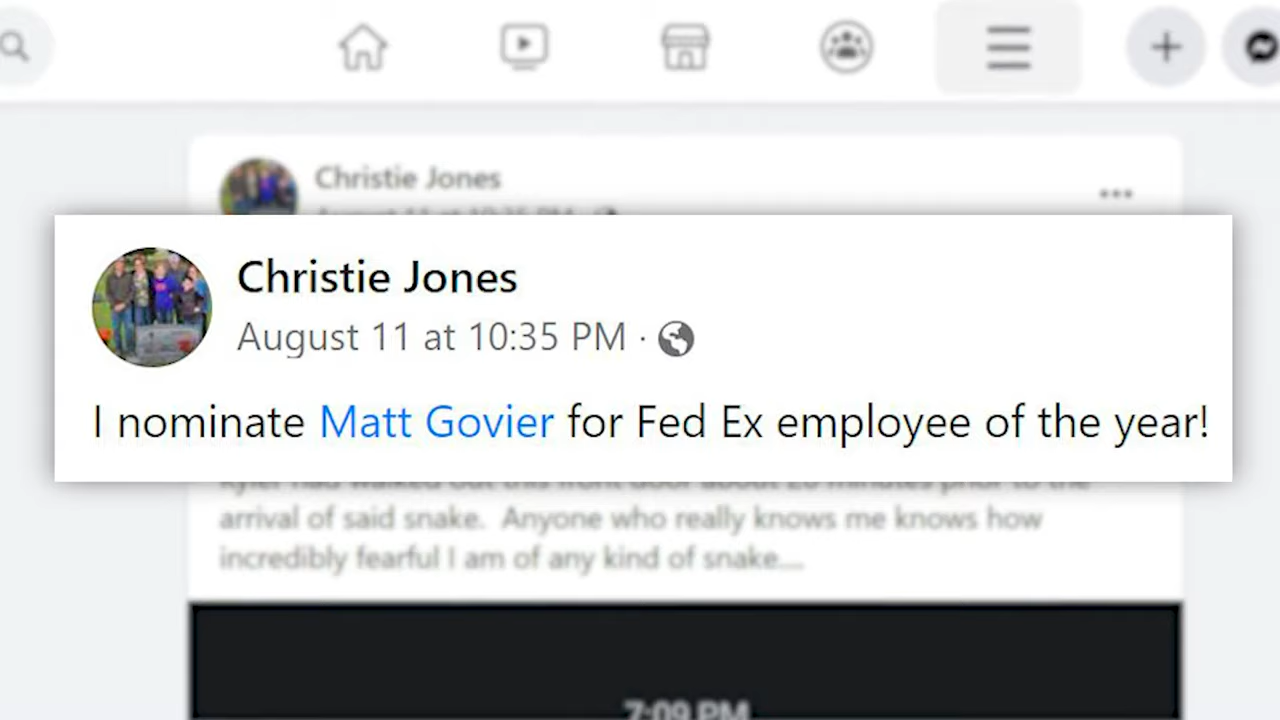 Christie Jones
Christie Jones
August 11 at 10:35 PM ·
I nominate Matt Govier for Fed Ex employee of the year!
arrival of said snake. Anyone who really knows me knows how
incredibly fearful I am of any kind of snake....
7:09 PM